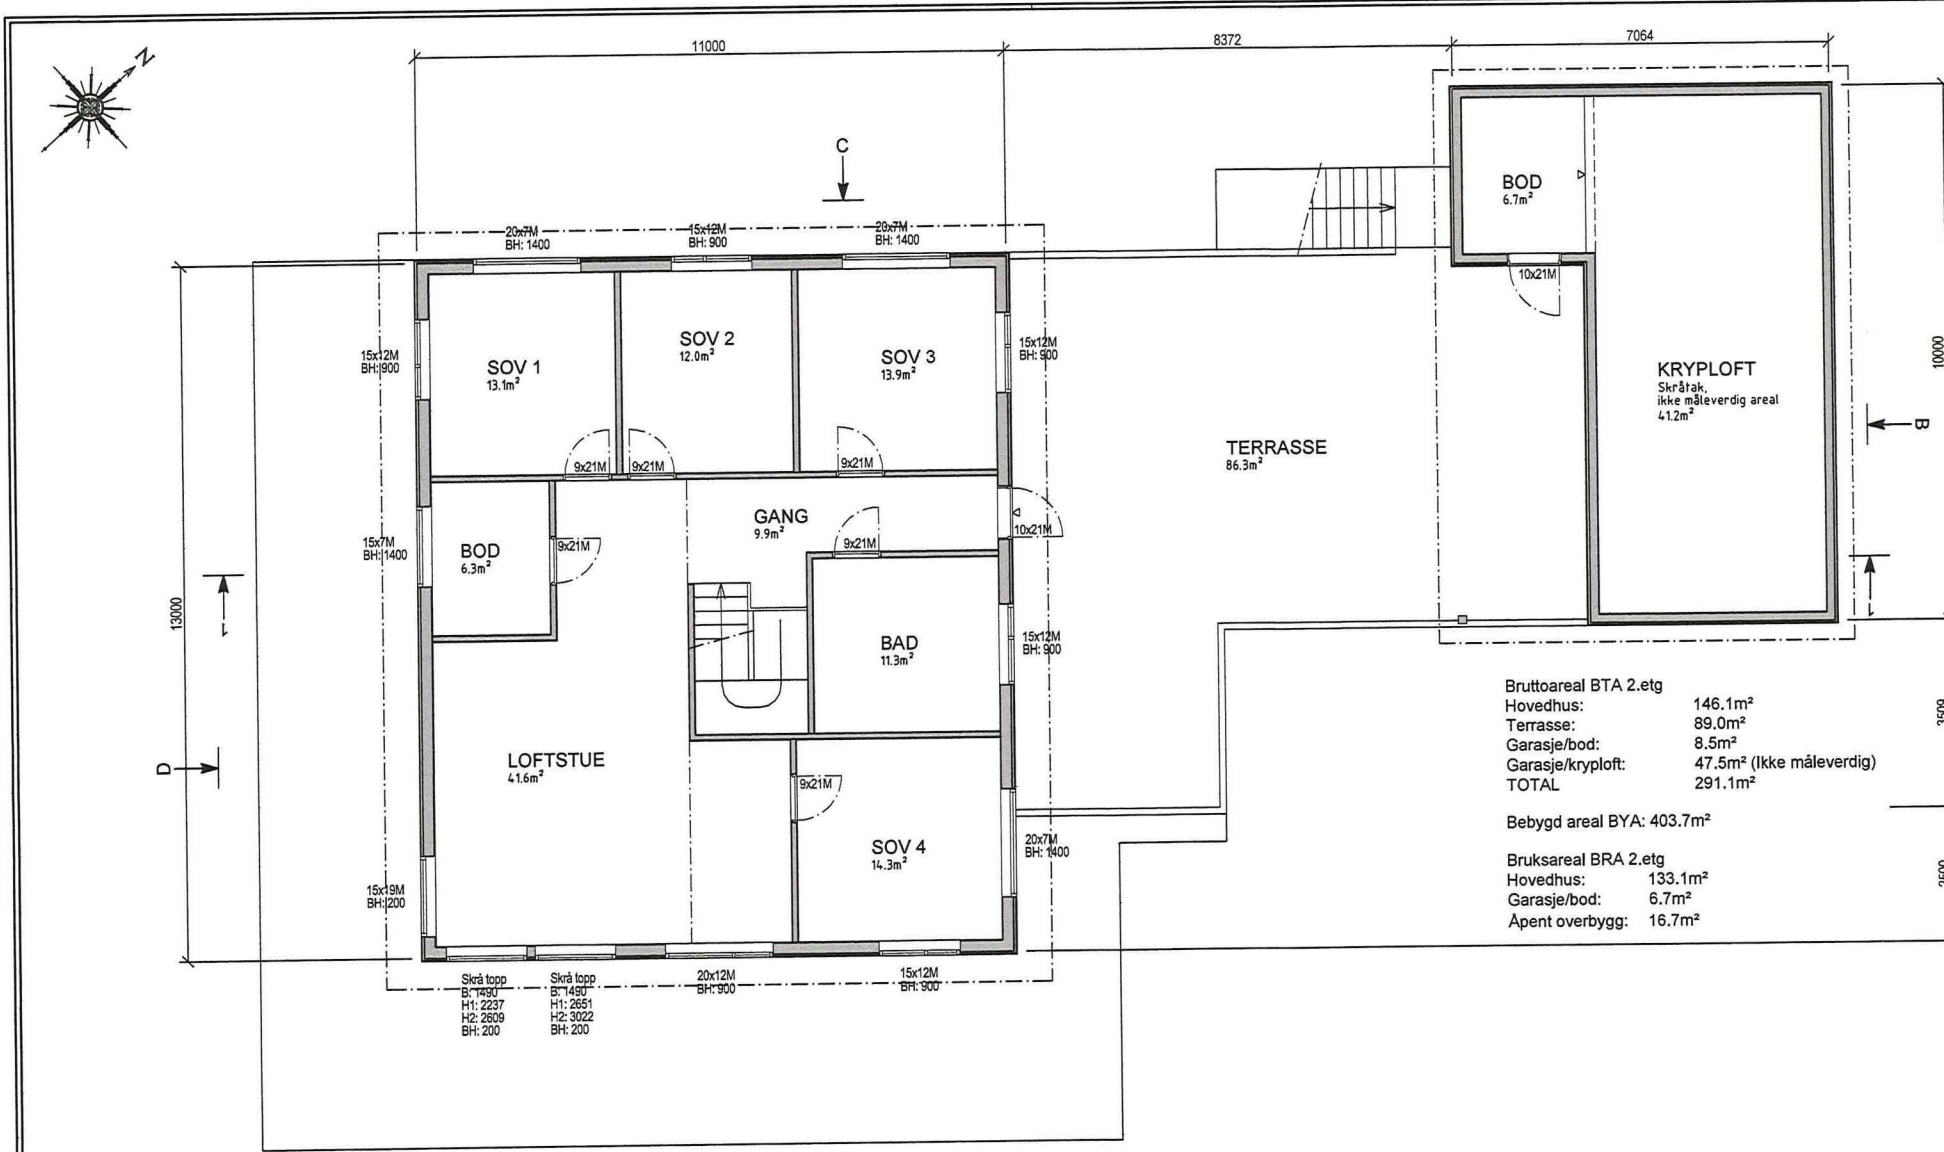 11000
8372
7064
N
C
20x7M
BH: 1400
15x12M
BH: 900
20x7M
BH: 1400
BOD
6.7m²
10x21M
10000
15x12M
BH: 900
SOV 1
13.1m²
SOV 2
12.0m²
SOV 3
13.9m²
15x12M
BH: 900
KRYPLOFT
Skråtak,
ikke måleverdig areal
41.2m²
B
TERRASSE
86.3m²
9x21M
9x21M
9x21M
15x7M
BH: 1400
BOD
6.3m²
9x21M
GANG
9.9m²
9x21M
10x21M
13000
BAD
11.3m²
15x12M
BH: 900
D
LOFTSTUE
41.6m²
9x21M
SOV 4
14.3m²
20x7M
BH: 1400
15x19M
BH: 200
Skrå topp
B: 1490
H1: 2237
H2: 2609
BH: 200
Skrå topp
B: 1490
H1: 2651
H2: 3022
BH: 200
20x12M
BH: 900
15x12M
BH: 900
Bruttoareal BTA 2.etg
Hovedhus: 146.1m²
Terrasse: 89.0m²
Garasje/bod: 8.5m²
Garasje/kryploft: 47.5m² (Ikke måleverdig)
TOTAL 291.1m²
Bebygd areal BYA: 403.7m²
Bruksareal BRA 2.etg
Hovedhus: 133.1m²
Garasje/bod: 6.7m²
Åpent overbygg: 16.7m²